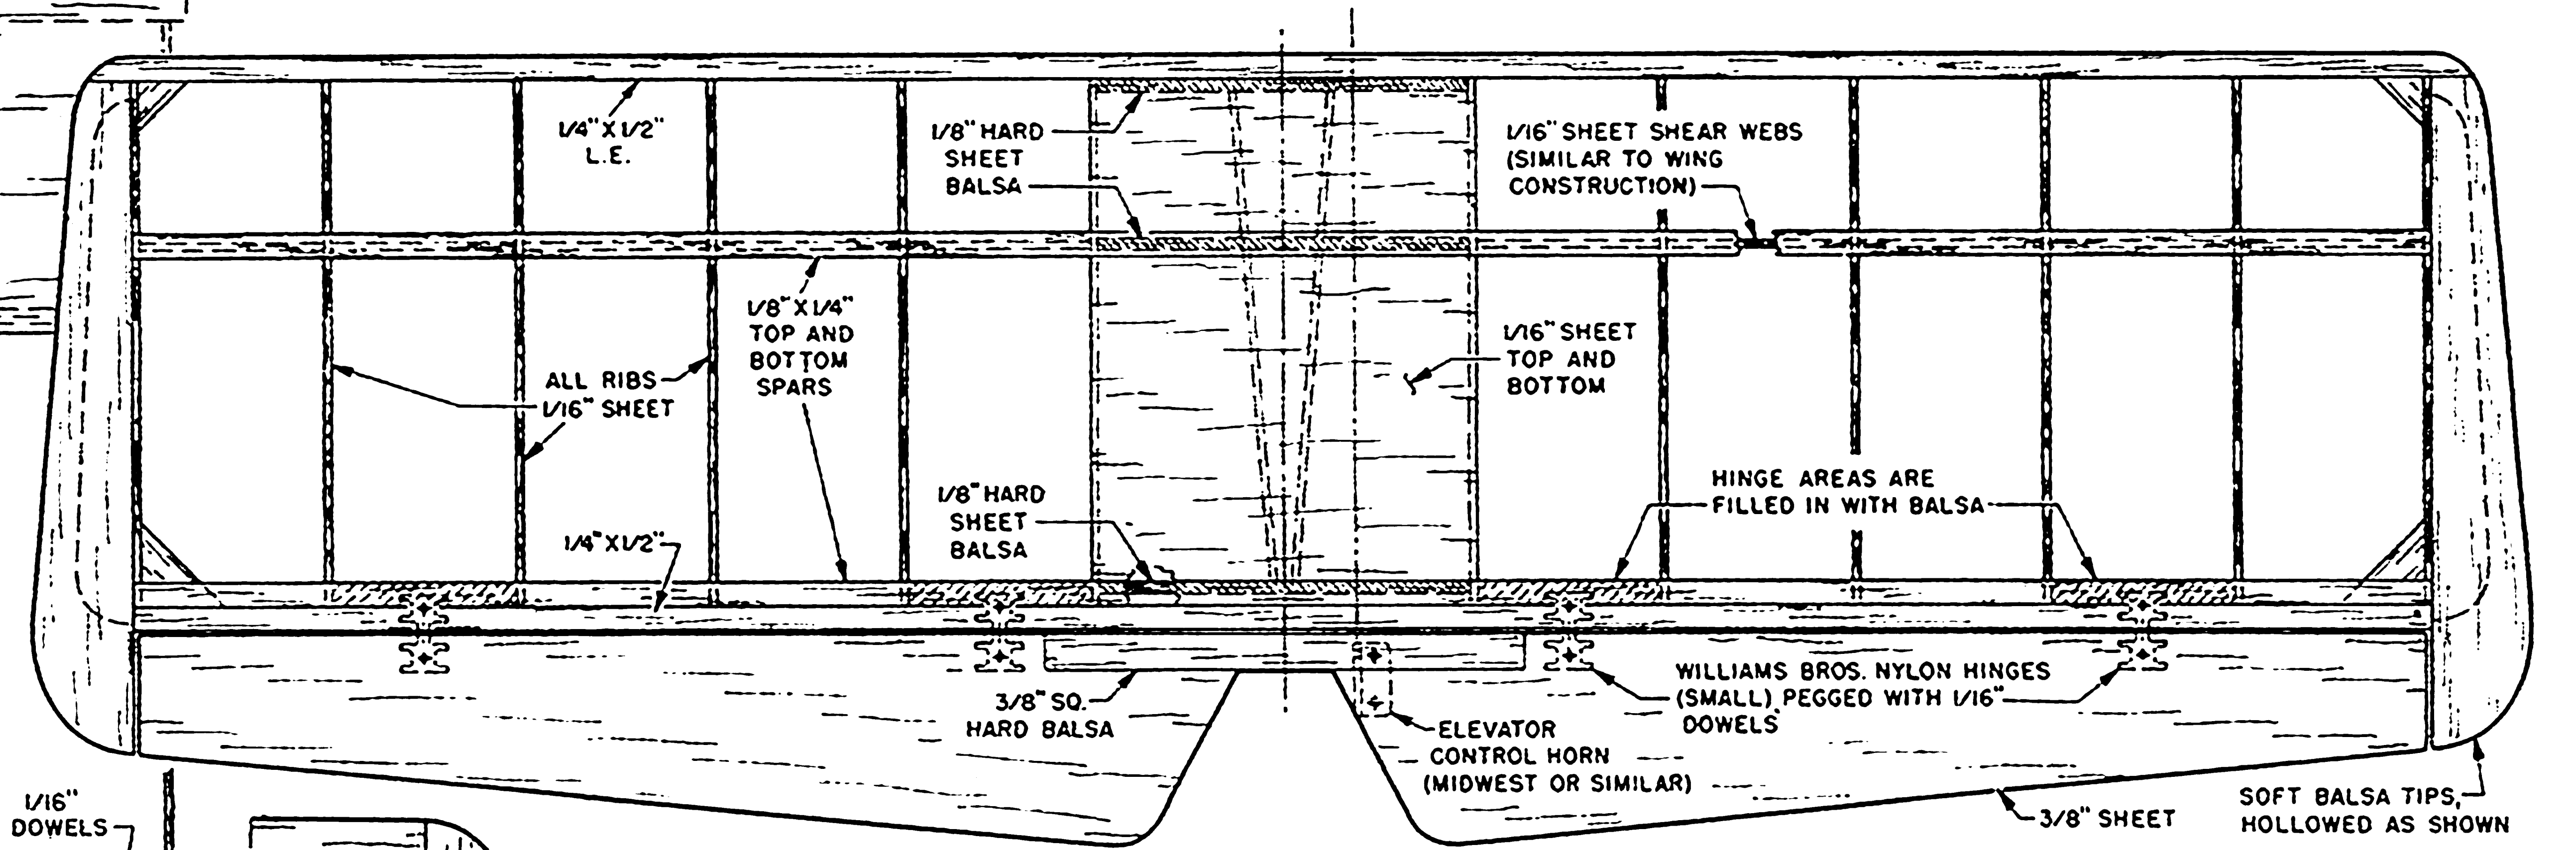 1/4" X 1/2"
L.E.
1/8" HARD
SHEET
BALSA
1/16" SHEET SHEAR WEBS
(SIMILAR TO WING
CONSTRUCTION)
1/8" X 1/4"
TOP AND
BOTTOM
SPARS
1/16" SHEET
TOP AND
BOTTOM
ALL RIBS
1/16" SHEET
1/8" HARD
SHEET
BALSA
HINGE AREAS ARE
FILLED IN WITH BALSA
1/4" X 1/2"
3/8" SQ.
HARD BALSA
ELEVATOR
CONTROL HORN
(MIDWEST OR SIMILAR)
WILLIAMS BROS. NYLON HINGES
(SMALL) PEGGED WITH 1/16"
DOWELS
1/16"
DOWELS
3/8" SHEET
SOFT BALSA TIPS,
HOLLOWED AS SHOWN